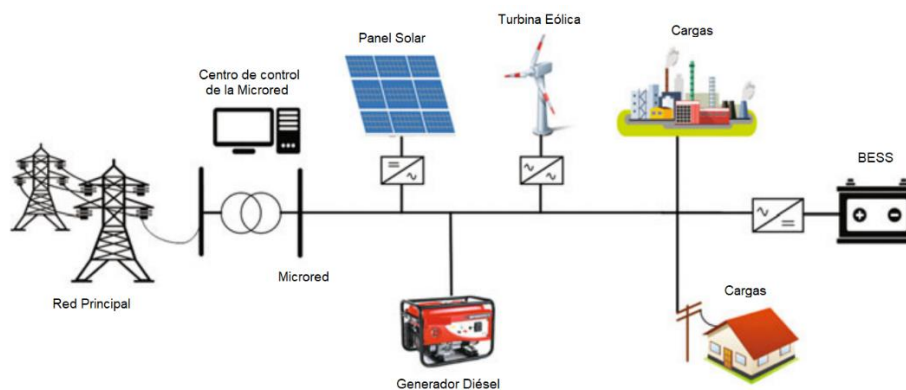 Turbina Eólica
Panel Solar
Cargas
Centro de control
de la Microred
BESS
Microred
Red Principal
Cargas
Generador Diésel